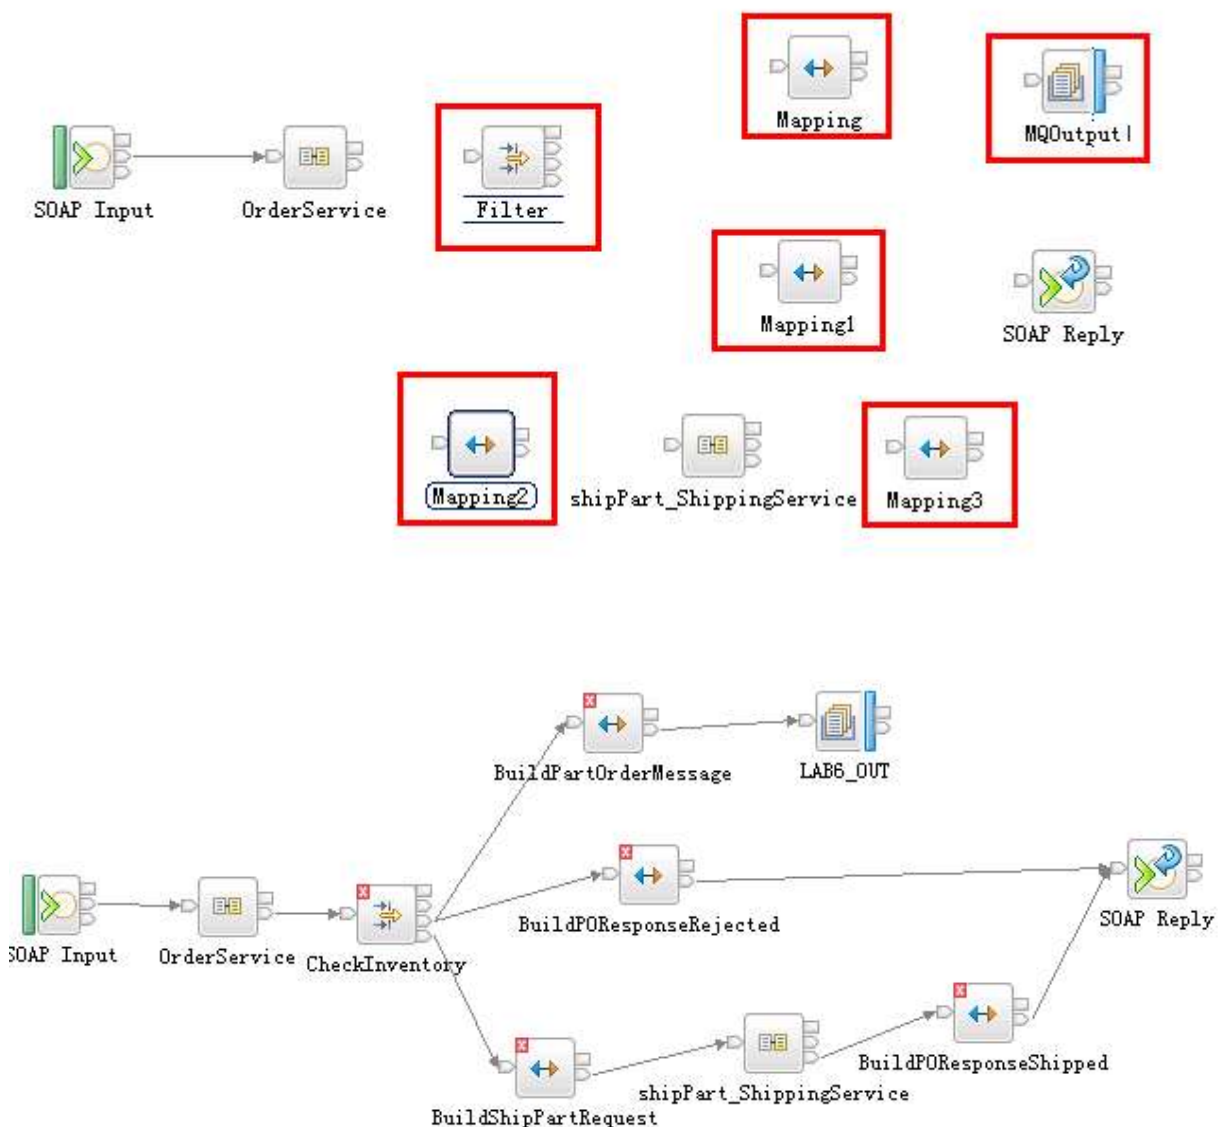 Mapping
MQOutput
SOAP Input
OrderService
Filter
Mapping1
SOAP Reply
Mapping2
shipPart_ShippingService
Mapping3
BuildPartOrderMessage
LAB6_OUT
BuildPOResponseRejected
SOAP Reply
SOAP Input
OrderService
CheckInventory
BuildPOResponseShipped
shipPart_ShippingService
BuildShipPartRequest